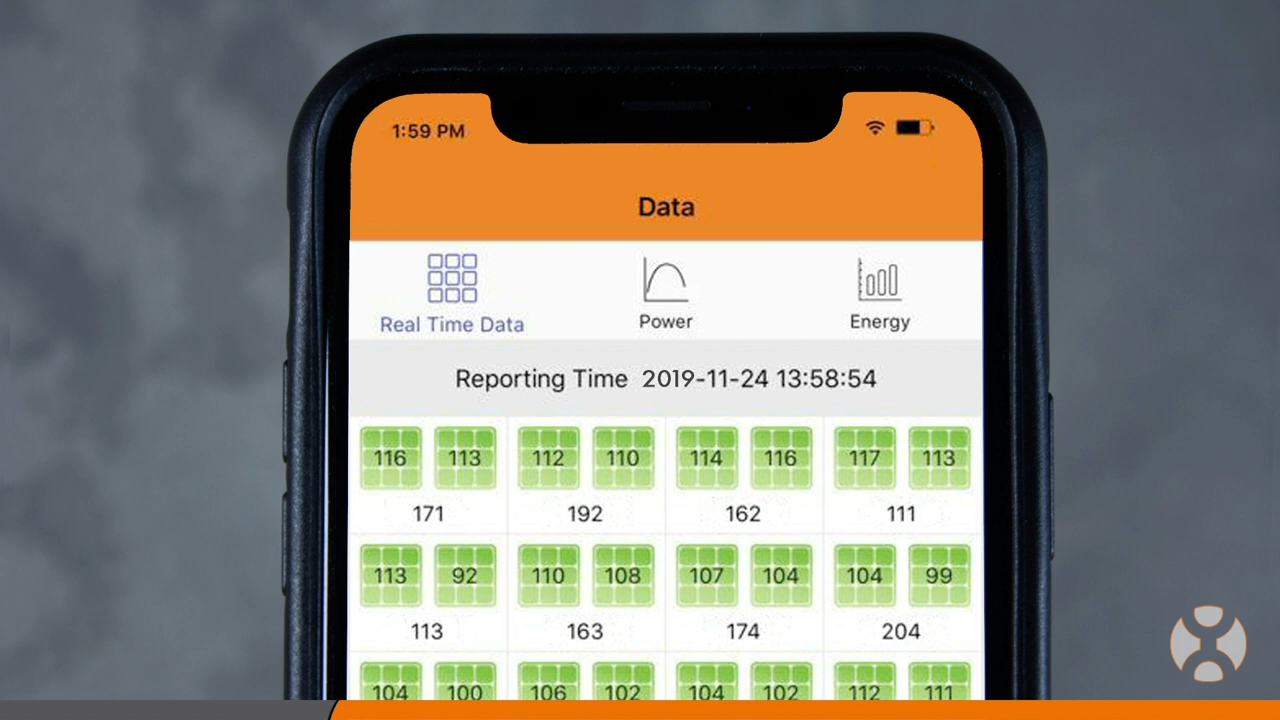 1:59 PM
Data
Real Time Data
Power
Energy
Reporting Time 2019-11-24 13:58:54
116 113 112 110 114 116 117 113
171 192 162 111
113 92 110 108 107 104 104 99
113 163 174 204
104 100 106 102 104 102 112 111